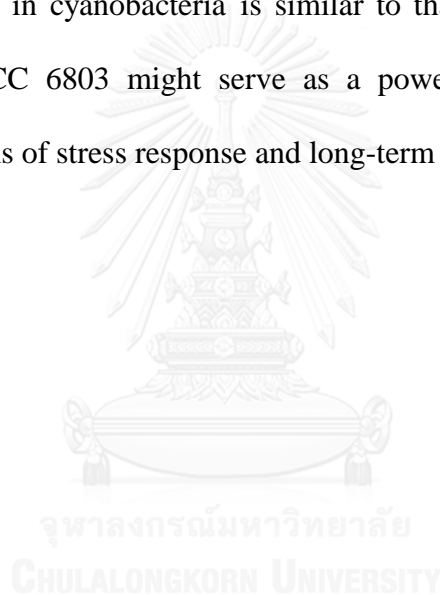 in cyanobacteria is similar to th
CC 6803 might serve as a powe
s of stress response and long-term
จุฬาลงกรณ์มหาวิทยาลัย
CHULALONGKORN UNIVERSITY